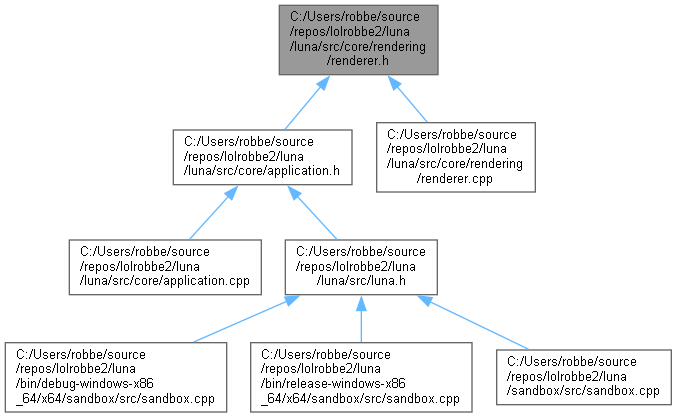 C:/Users/robbe/source
/repos/lolrobbe2/luna
/luna/src/core/rendering
/renderer.h
C:/Users/robbe/source
/repos/lolrobbe2/luna
/luna/src/core/application.h
C:/Users/robbe/source
/repos/lolrobbe2/luna
/luna/src/core/rendering
/renderer.cpp
C:/Users/robbe/source
/repos/lolrobbe2/luna
/luna/src/core/application.cpp
C:/Users/robbe/source
/repos/lolrobbe2/luna
/luna/src/luna.h
C:/Users/robbe/source
/repos/lolrobbe2/luna
/bin/debug-windows-x86
_64/x64/sandbox/src/sandbox.cpp
C:/Users/robbe/source
/repos/lolrobbe2/luna
/bin/release-windows-x86
_64/x64/sandbox/src/sandbox.cpp
C:/Users/robbe/source
/repos/lolrobbe2/luna
/sandbox/src/sandbox.cpp